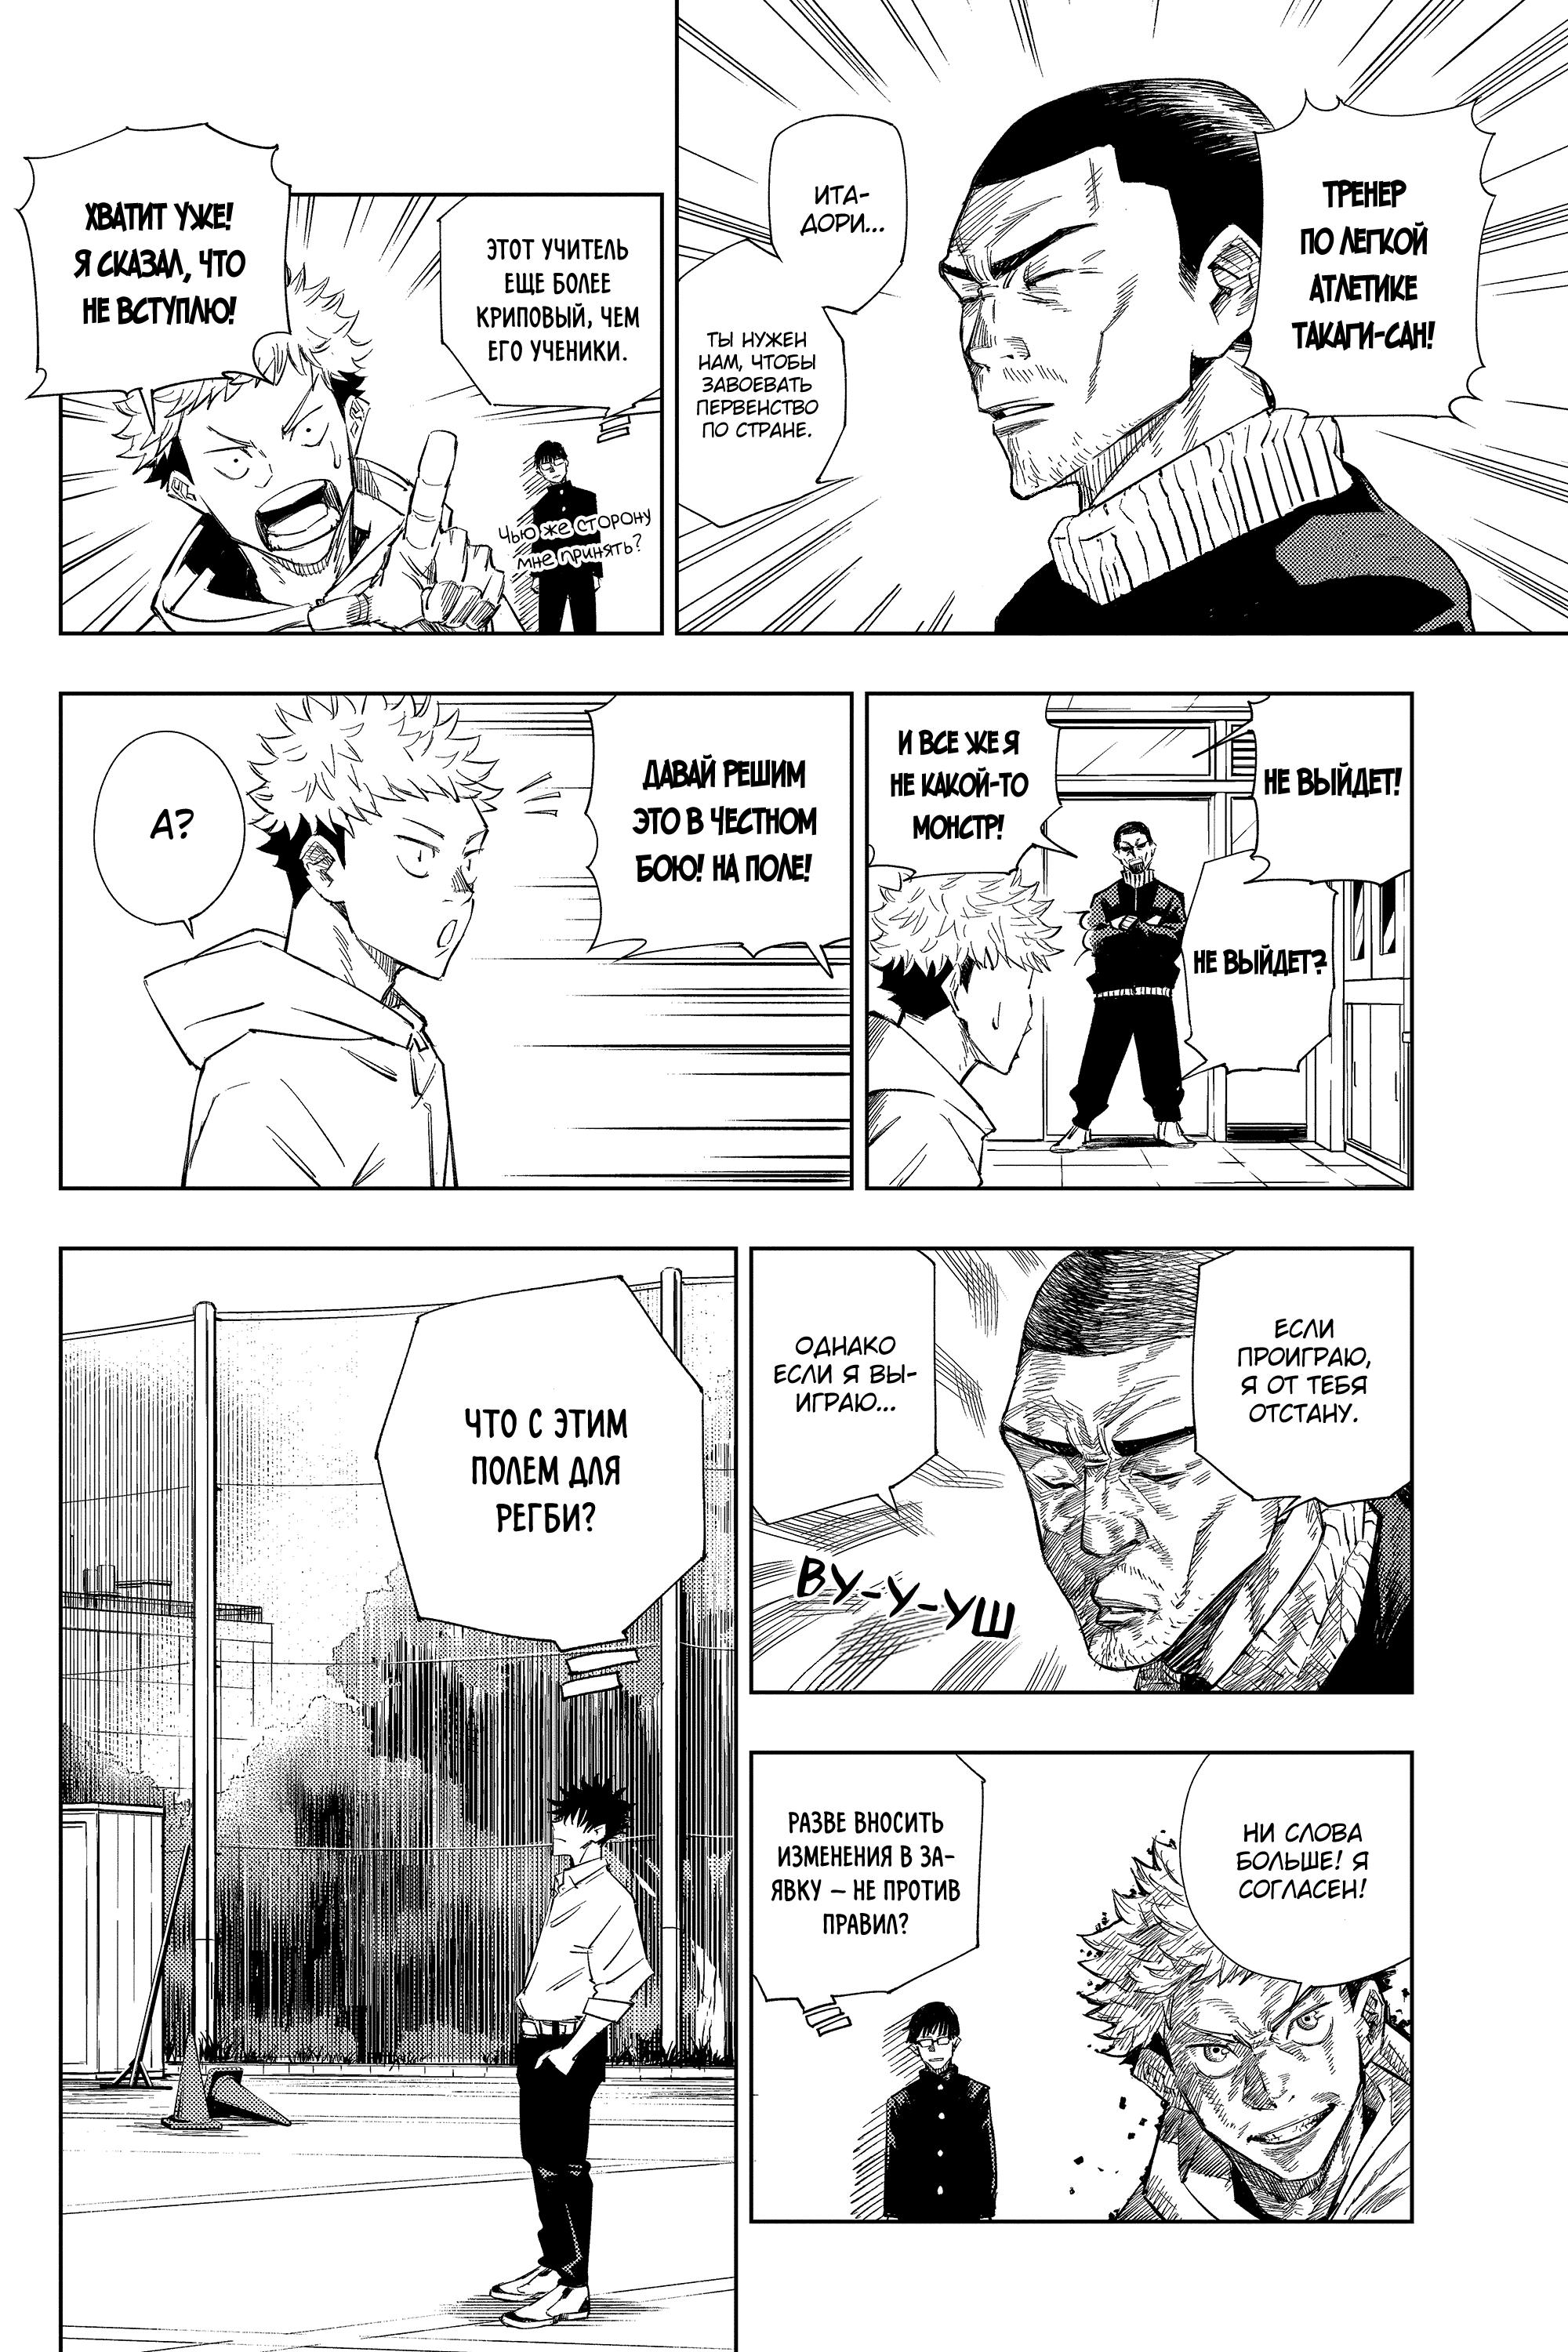 ТРЕНЕР
ПО ЛЕГКОЙ
АТЛЕТИКЕ
ТАКАГИ-САН!
ИТА-
ДОРИ...
ТЫ НУЖЕН
НАМ, ЧТОБЫ
ЗАВОЕВАТЬ
ПЕРВЕНСТВО
ПО СТРАНЕ.
ЭТОТ УЧИТЕЛЬ
ЕЩЕ БОЛЕЕ
КРИПОВЫЙ, ЧЕМ
ЕГО УЧЕНИКИ.
ХВАТИТ УЖЕ!
Я СКАЗАЛ, ЧТО
НЕ ВСТУПЛЮ!
Чью же сторону
мне принять?
НЕ ВЫЙДЕТ!
И ВСЕ ЖЕ Я
НЕ КАКОЙ-ТО
МОНСТР!
НЕ ВЫЙДЕТ?
ДАВАЙ РЕШИМ
ЭТО В ЧЕСТНОМ
БОЮ! НА ПОЛЕ!
А?
ЕСЛИ
ПРОИГРАЮ,
Я ОТ ТЕБЯ
ОТСТАНУ.
ОДНАКО
ЕСЛИ Я ВЫ-
ИГРАЮ...
ВУ-У-УШ
НИ СЛОВА
БОЛЬШЕ! Я
СОГЛАСЕН!
РАЗВЕ ВНОСИТЬ
ИЗМЕНЕНИЯ В ЗА-
ЯВКУ – НЕ ПРОТИВ
ПРАВИЛ?
ЧТО С ЭТИМ
ПОЛЕМ ДЛЯ
РЕГБИ?